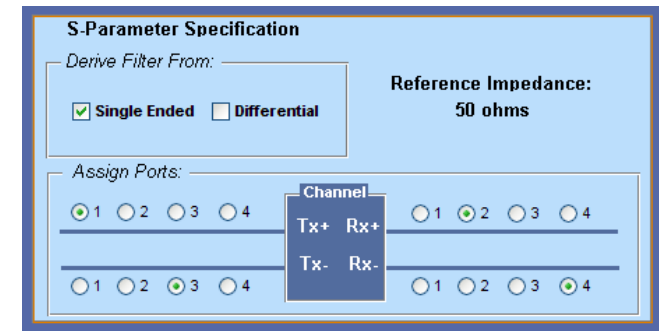 S-Parameter Specification
Derive Filter From:
Single Ended Differential
Reference Impedance:
50 ohms
Assign Ports:
Channel
1 2 3 4 Tx+ Rx+ 1 2 3 4
Tx- Rx-
1 2 3 4 1 2 3 4